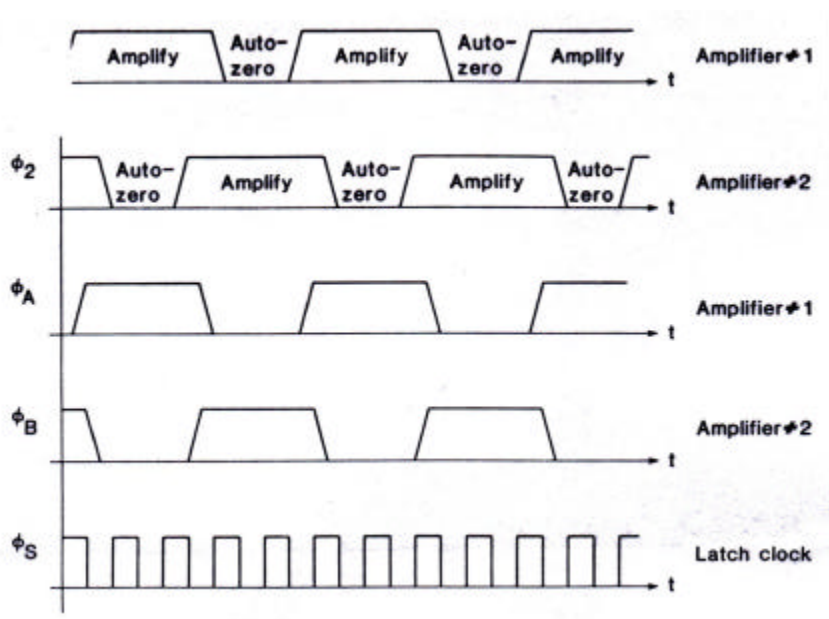 Amplify Auto-zero Amplify Auto-zero Amplify Amplifier#1
t
ϕ2 Auto-zero Amplify Auto-zero Amplify Auto-zero Amplifier#2
t
ϕA Amplifier#1
t
ϕB Amplifier#2
t
ϕS Latch clock
t